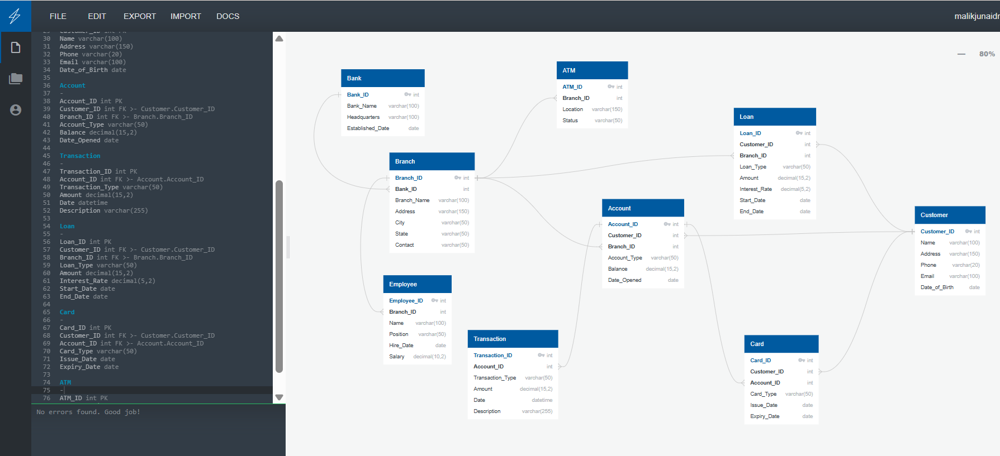 FILE EDIT EXPORT IMPORT DOCS
malikjunaidr
29 Customer_ID int PK
30 Name varchar(100)
31 Address varchar(150)
32 Phone varchar(20)
33 Email varchar(100)
34 Date_of_Birth date
35
36 Account
37 -
38 Account_ID int PK
39 Customer_ID int FK >- Customer.Customer_ID
40 Branch_ID int FK >- Branch.Branch_ID
41 Account_Type varchar(50)
42 Balance decimal(15,2)
43 Date_Opened date
44
45 Transaction
46 -
47 Transaction_ID int PK
48 Account_ID int FK >- Account.Account_ID
49 Transaction_Type varchar(50)
50 Amount decimal(15,2)
51 Date datetime
52 Description varchar(255)
53
54 Loan
55 -
56 Loan_ID int PK
57 Customer_ID int FK >- Customer.Customer_ID
58 Branch_ID int FK >- Branch.Branch_ID
59 Loan_Type varchar(50)
60 Amount decimal(15,2)
61 Interest_Rate decimal(5,2)
62 Start_Date date
63 End_Date date
64
65 Card
66 -
67 Card_ID int PK
68 Customer_ID int FK >- Customer.Customer_ID
69 Account_ID int FK >- Account.Account_ID
70 Card_Type varchar(50)
71 Issue_Date date
72 Expiry_Date date
73
74 ATM
75 -
76 ATM_ID int PK
No errors found. Good job!
— 80%
Bank
Bank_ID int
Bank_Name varchar(100)
Headquarters varchar(100)
Established_Date date
ATM
ATM_ID int
Branch_ID int
Location varchar(150)
Status varchar(50)
Loan
Loan_ID int
Customer_ID int
Branch_ID int
Loan_Type varchar(50)
Amount decimal(15,2)
Interest_Rate decimal(5,2)
Start_Date date
End_Date date
Branch
Branch_ID int
Bank_ID int
Branch_Name varchar(100)
Address varchar(150)
City varchar(50)
State varchar(50)
Contact varchar(50)
Account
Account_ID int
Customer_ID int
Branch_ID int
Account_Type varchar(50)
Balance decimal(15,2)
Date_Opened date
Customer
Customer_ID int
Name varchar(100)
Address varchar(150)
Phone varchar(20)
Email varchar(100)
Date_of_Birth date
Employee
Employee_ID int
Branch_ID int
Name varchar(100)
Position varchar(50)
Hire_Date date
Salary decimal(10,2)
Transaction
Transaction_ID int
Account_ID int
Transaction_Type varchar(50)
Amount decimal(15,2)
Date datetime
Description varchar(255)
Card
Card_ID int
Customer_ID int
Account_ID int
Card_Type varchar(50)
Issue_Date date
Expiry_Date date